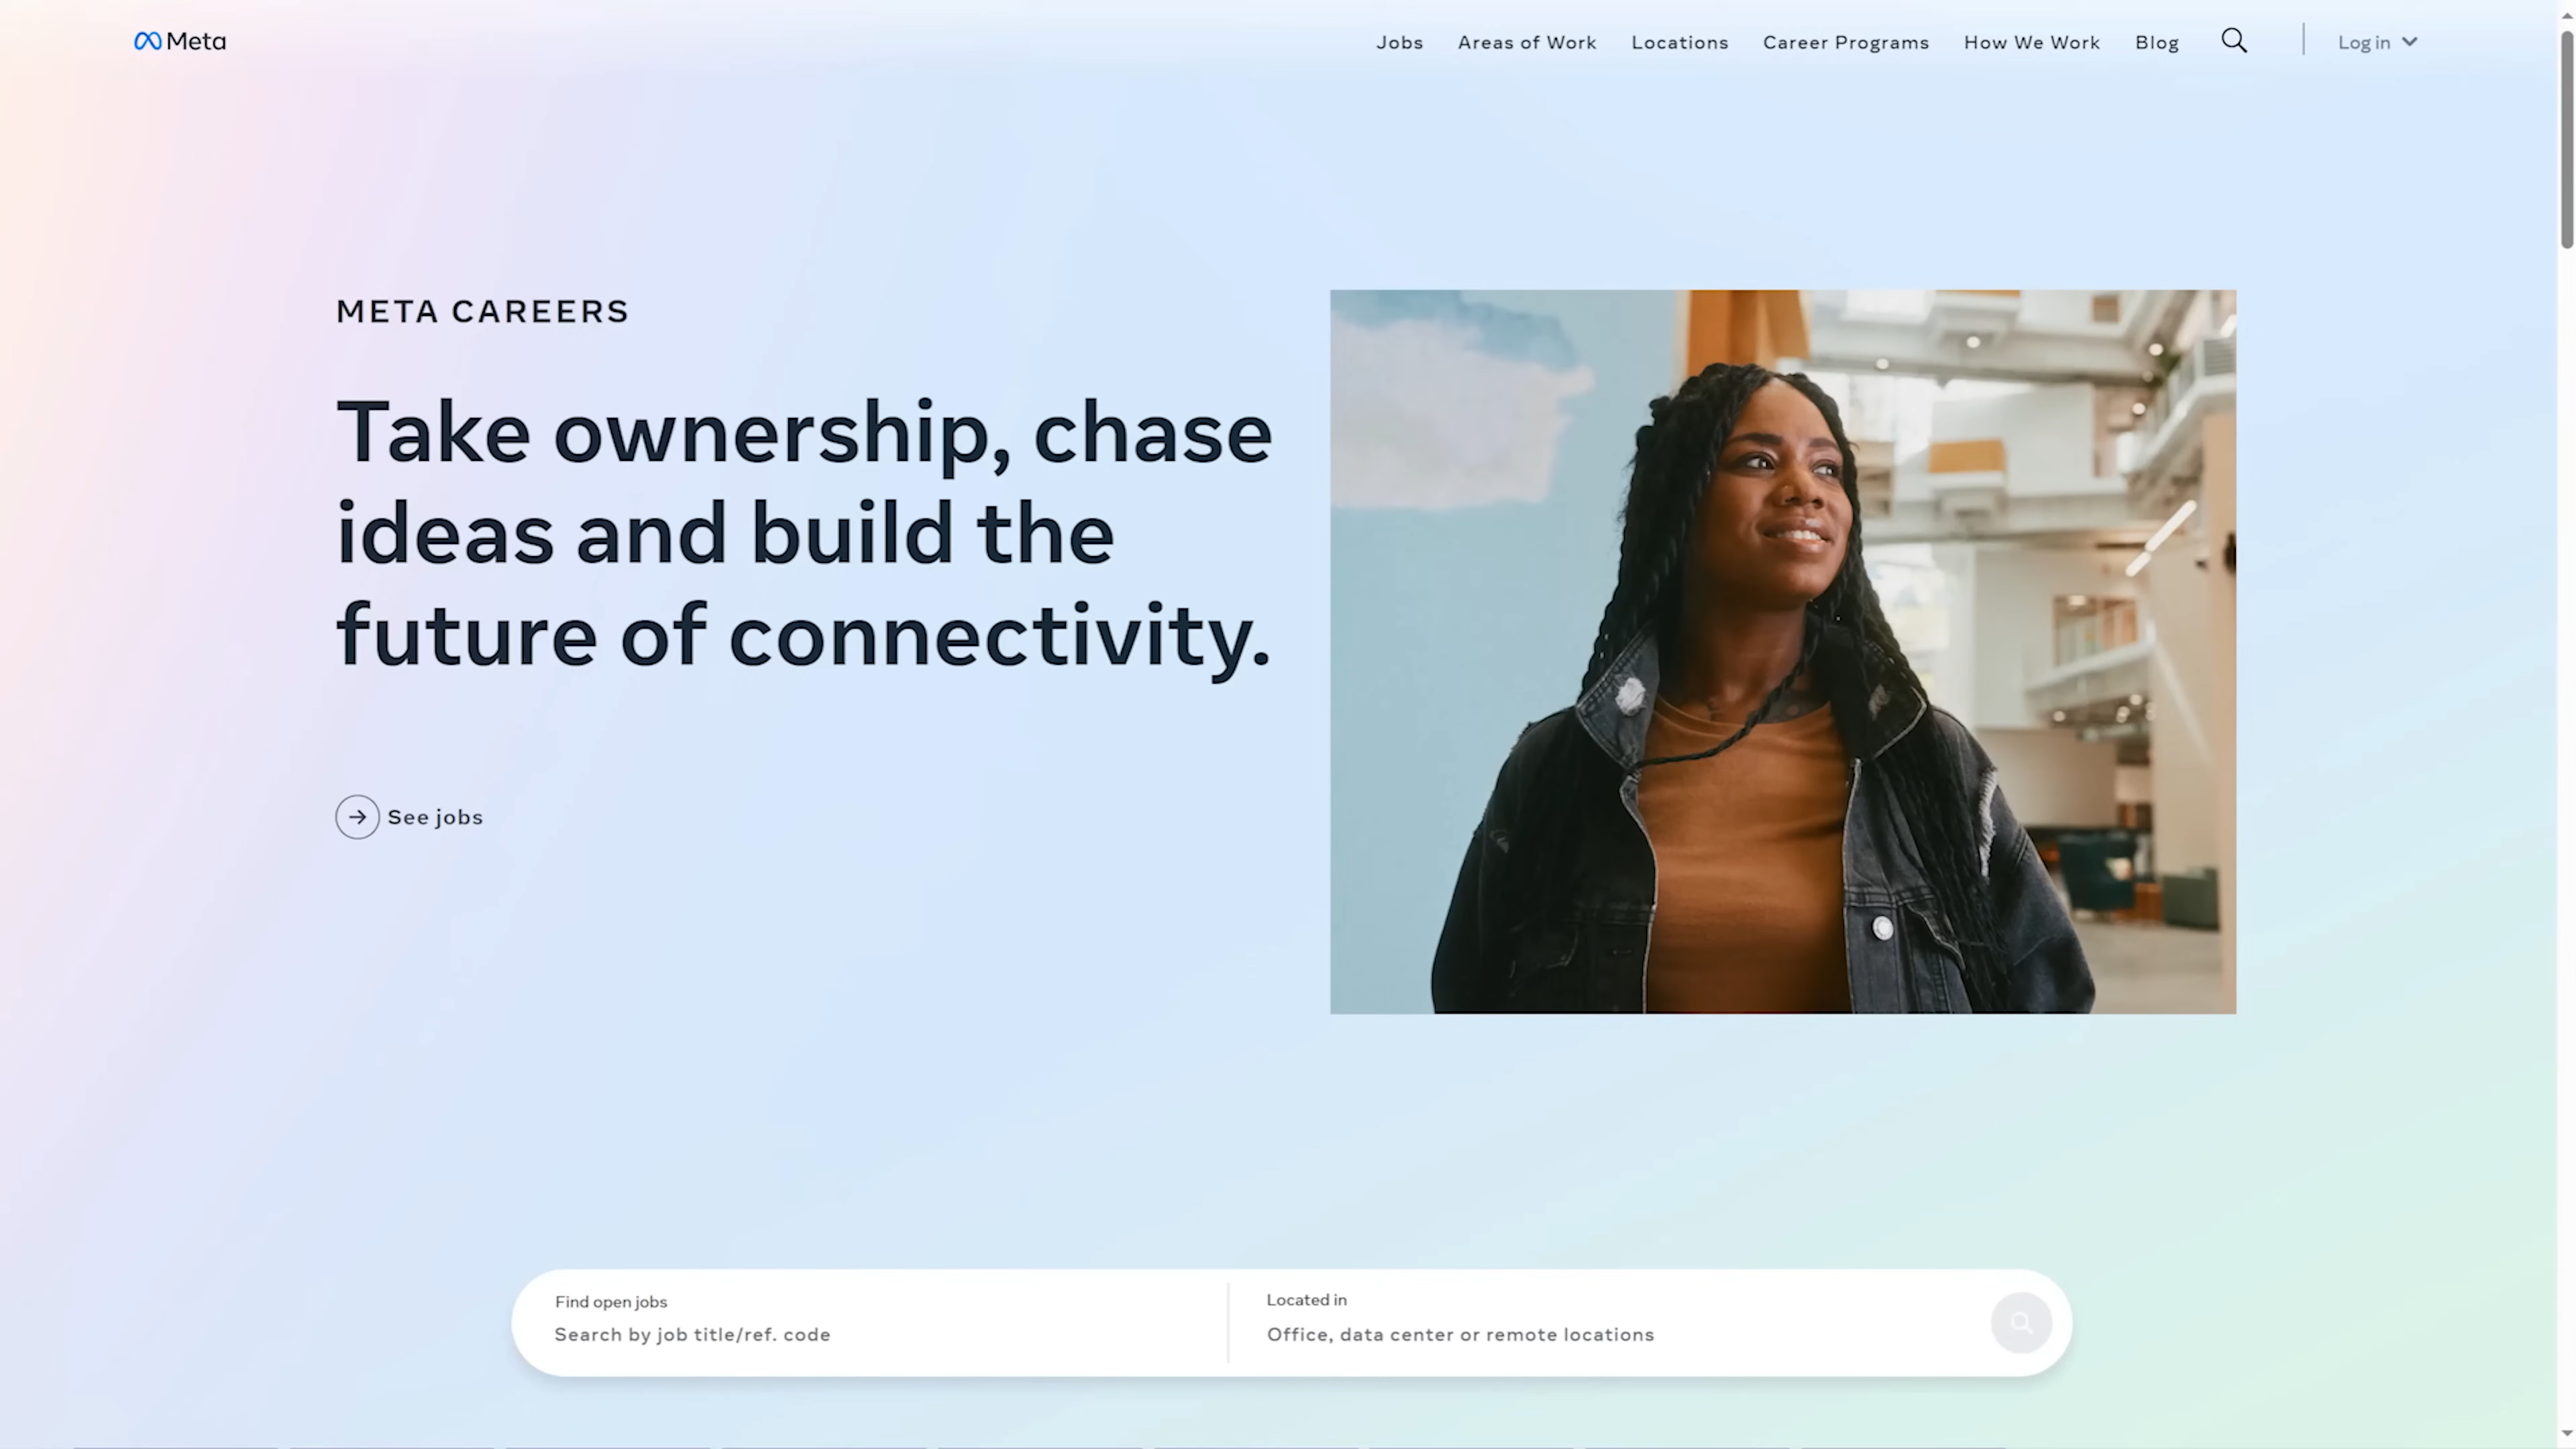 Meta
Jobs
Areas of Work
Locations
Career Programs
How We Work
Blog
Log in
META CAREERS
Take ownership, chase
ideas and build the
future of connectivity.
See jobs
Find open jobs
Search by job title/ref. code
Located in
Office, data center or remote locations